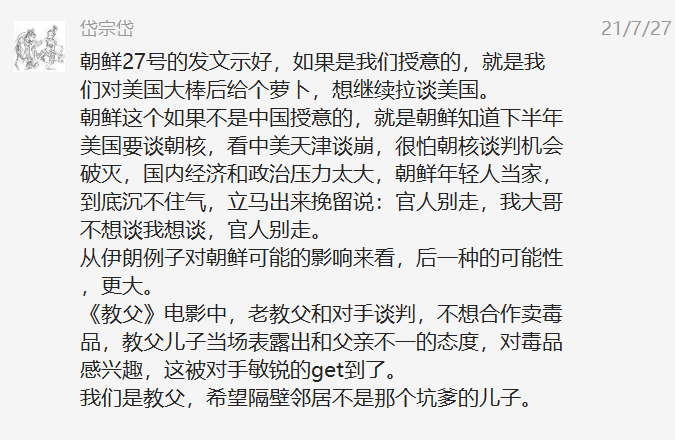 岱宗岱
21/7/27
朝鲜27号的发文示好，如果是我们授意的，就是我
们对美国大棒后给个萝卜，想继续拉谈美国。
朝鲜这个如果不是中国授意的，就是朝鲜知道下半年
美国要谈朝核，看中美天津谈崩，很怕朝核谈判机会
破灭，国内经济和政治压力太大，朝鲜年轻人当家，
到底沉不住气，立马出来挽留说：官人别走，我大哥
不想谈我想谈，官人别走。
从伊朗例子对朝鲜可能的影响来看，后一种的可能性
，更大。
《教父》电影中，老教父和对手谈判，不想合作卖毒
品，教父儿子当场表露出和父亲不一的态度，对毒品
感兴趣，这被对手敏锐的get到了。
我们是教父，希望隔壁邻居不是那个坑爹的儿子。